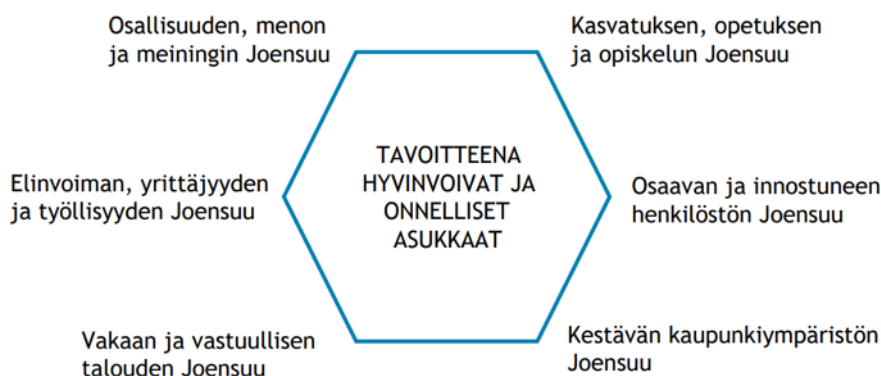 Osallisuuden, menon
ja meiningin Joensuu
Kasvatuksen, opetuksen
ja opiskelun Joensuu
Elinvoiman, yrittäjyyden
ja työllisyyden Joensuu
TAVOITTEENA
HYVINVOIVAT JA
ONNELLISET
ASUKKAAT
Osaavan ja innostuneen
henkilöstön Joensuu
Vakaan ja vastuullisen
talouden Joensuu
Kestävän kaupunkiympäristön
Joensuu